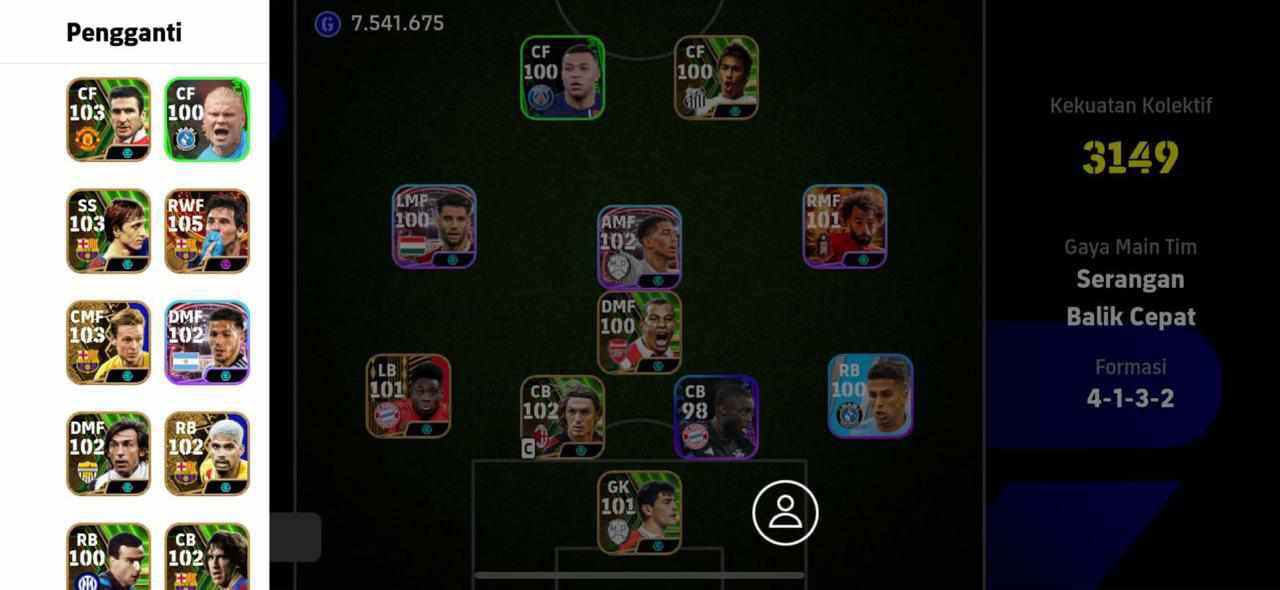 Pengganti
CF
103
CF
100
SS
103
RWF
105
CMF
103
DMF
102
DMF
102
RB
102
RB
100
CB
102
G 7.541.675
CF
100
CF
100
LMF
100
AMF
102
RMF
101
DMF
100
LB
101
CB
102
C
CB
98
RB
100
GK
101
Kekuatan Kolektif
3149
Gaya Main Tim
Serangan
Balik Cepat
Formasi
4-1-3-2